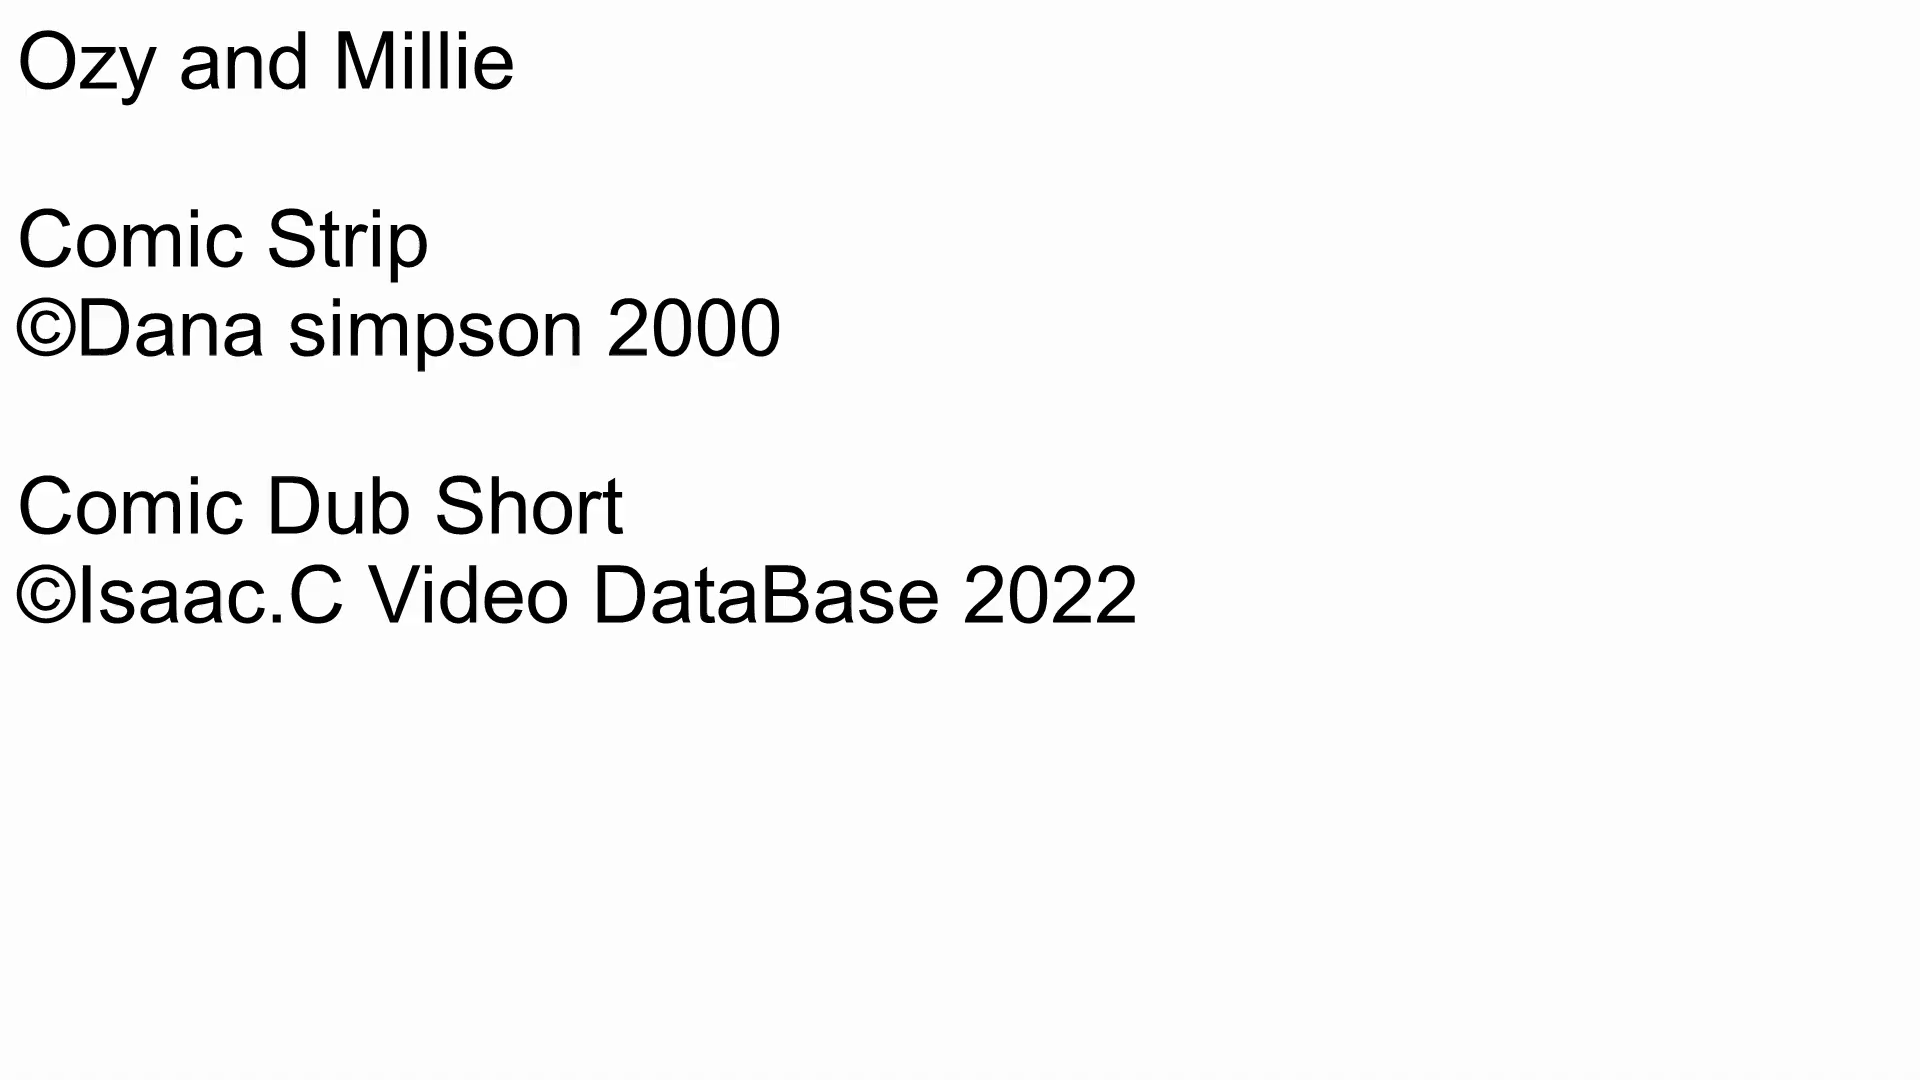 Ozy and Millie
Comic Strip
©Dana simpson 2000
Comic Dub Short
©Isaac.C Video DataBase 2022